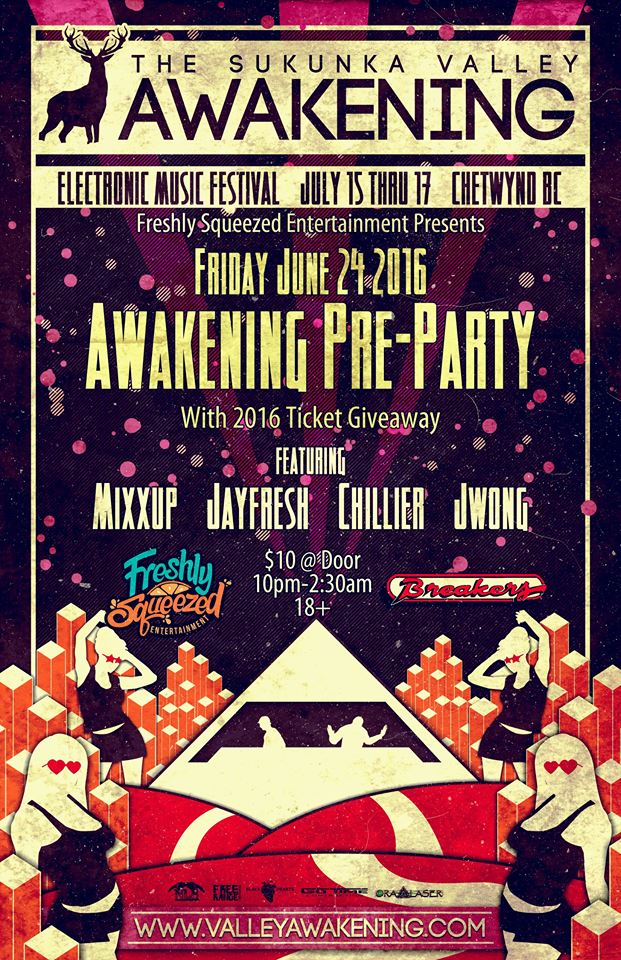 THE SUKUNKA VALLEY
AWAKENING
ELECTRONIC MUSIC FESTIVAL JULY 15 THRU 17 CHETWYND BC
Freshly Squeezed Entertainment Presents
FRIDAY JUNE 24 2016
AWAKENING PRE-PARTY
With 2016 Ticket Giveaway
FEATURING
MIXXUP JAYFRESH CHILLIER JWONG
Freshly
Squeezed
ENTERTAINMENT
$10 @ Door
10pm-2:30am
18+
Breakers
FREE RANGE
WWW.VALLEYAWAKENING.COM